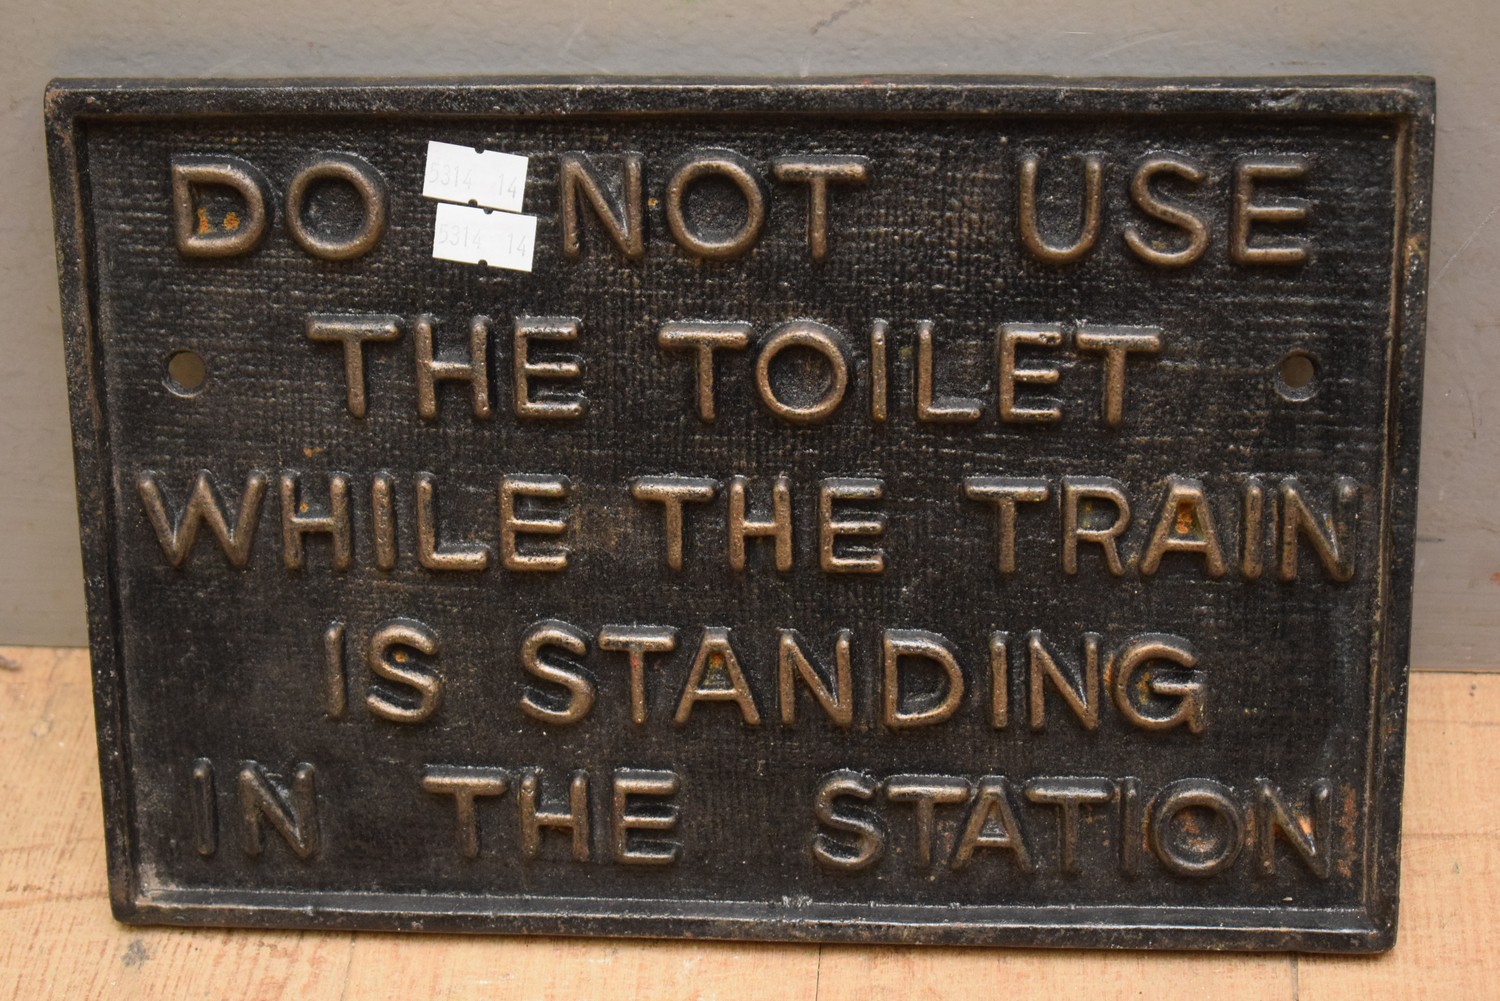 DO NOT USE
5314 14
5314 14
THE TOILET
WHILE THE TRAIN
IS STANDING
IN THE STATION